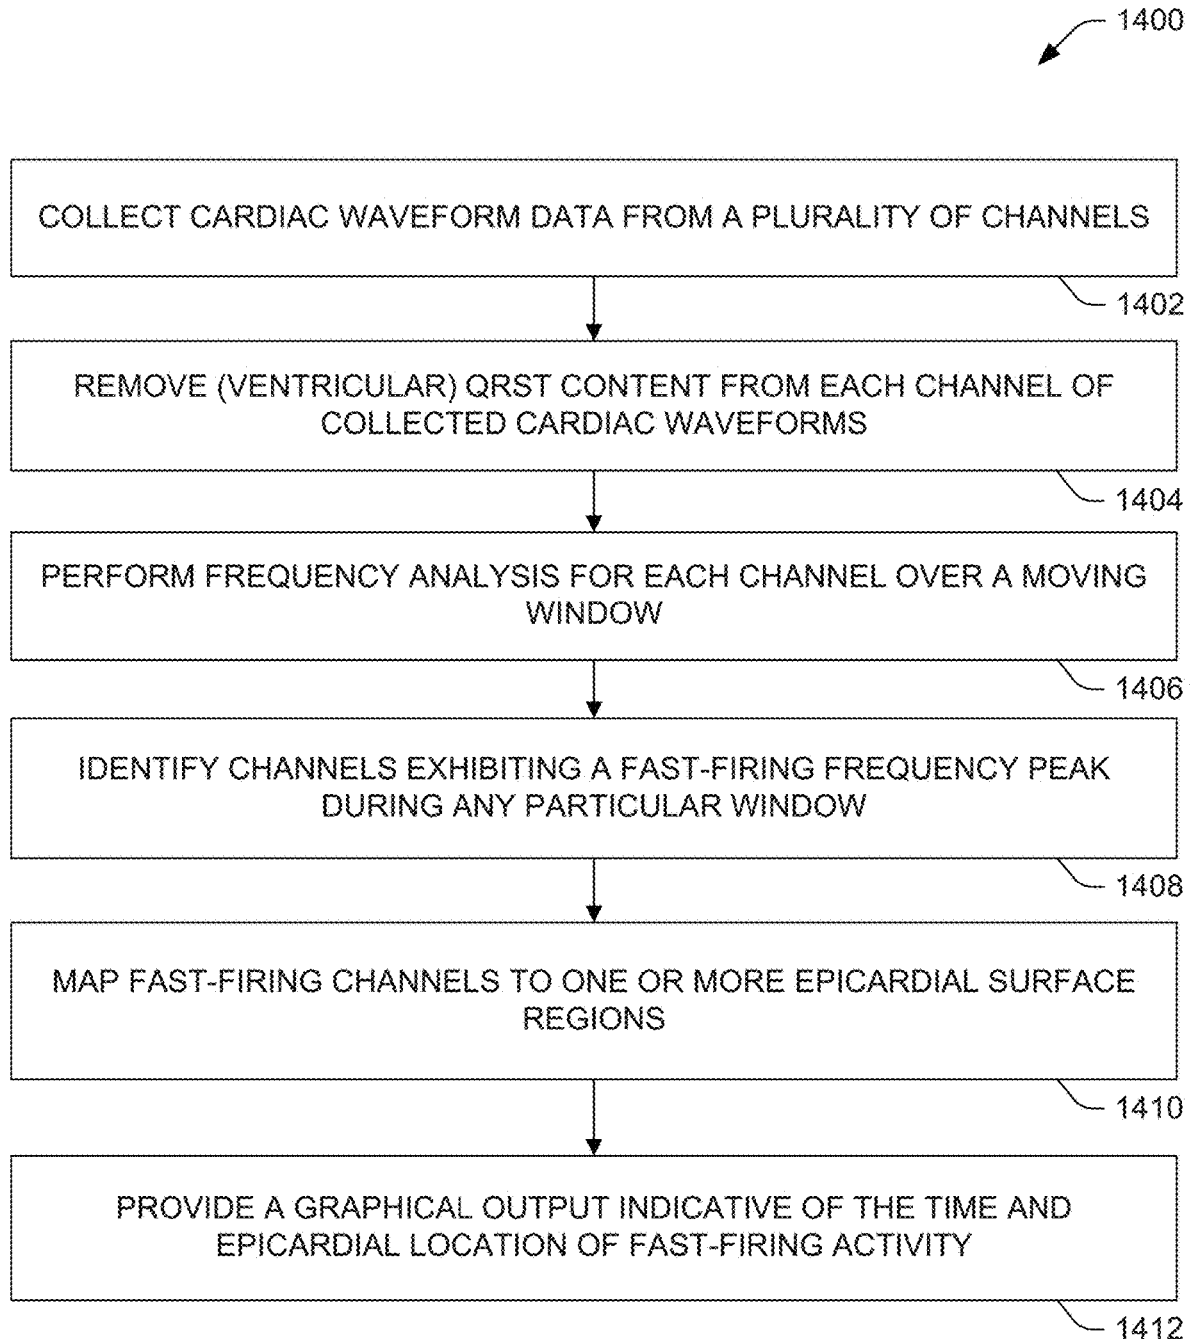 1400
COLLECT CARDIAC WAVEFORM DATA FROM A PLURALITY OF CHANNELS
1402
REMOVE (VENTRICULAR) QRST CONTENT FROM EACH CHANNEL OF
COLLECTED CARDIAC WAVEFORMS
1404
PERFORM FREQUENCY ANALYSIS FOR EACH CHANNEL OVER A MOVING
WINDOW
1406
IDENTIFY CHANNELS EXHIBITING A FAST-FIRING FREQUENCY PEAK
DURING ANY PARTICULAR WINDOW
1408
MAP FAST-FIRING CHANNELS TO ONE OR MORE EPICARDIAL SURFACE
REGIONS
1410
PROVIDE A GRAPHICAL OUTPUT INDICATIVE OF THE TIME AND
EPICARDIAL LOCATION OF FAST-FIRING ACTIVITY
1412